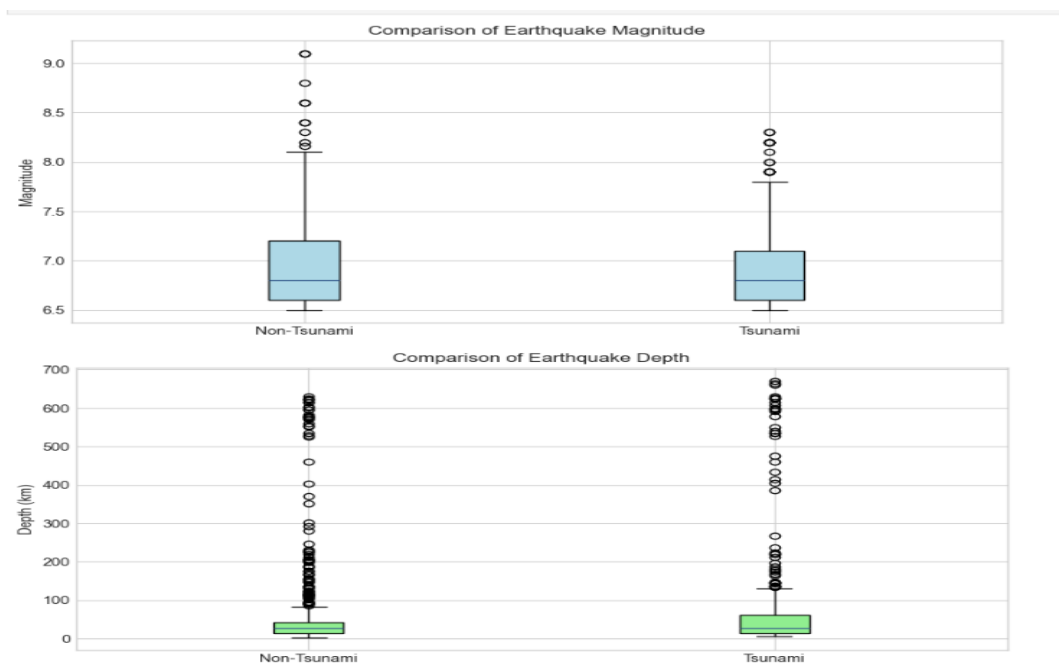 Comparison of Earthquake Magnitude
9.0
8.5
8.0
7.5
7.0
6.5
Magnitude
Non-Tsunami Tsunami
Comparison of Earthquake Depth
700
600
500
400
300
200
100
0
Depth (km)
Non-Tsunami Tsunami